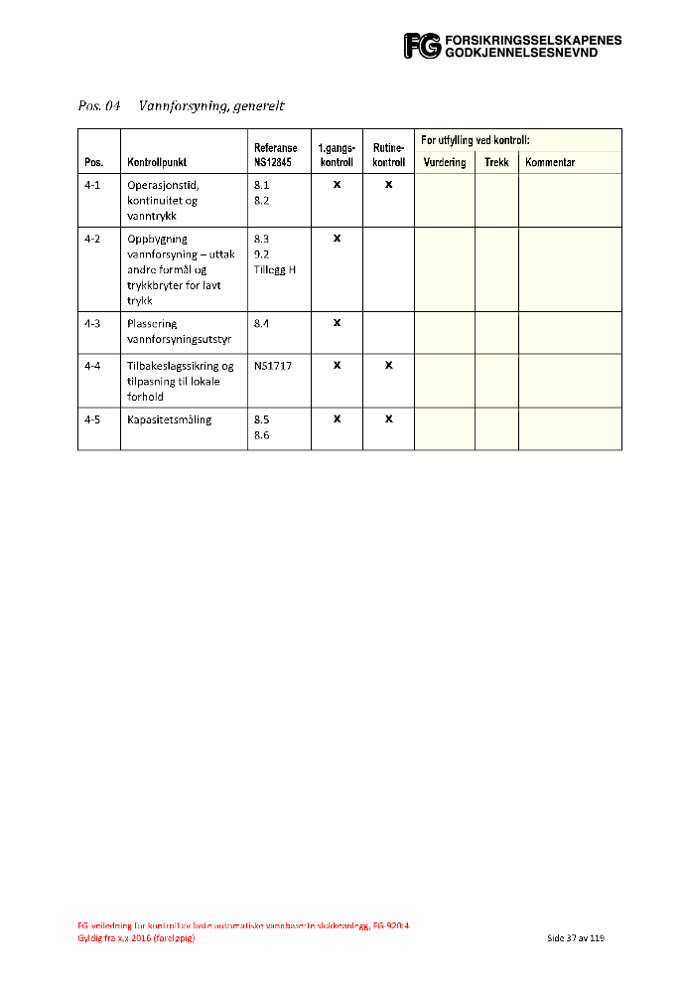 FG FORSIKRINGSSELSKAPENES
GODKJENNELSESNEVND
Pos. 04 Vannforsyning, generelt
Pos. Kontrollpunkt Referanse NS12845 1.gangs-kontroll Rutine-kontroll For utfylling ved kontroll:
Vurdering Trekk Kommentar
4-1 Operasjonstid, 8.1 x x
kontinuitet og 8.2
vanntrykk
4-2 Oppbygning 8.3 x
vannforsyning – uttak 9.2
andre formål og Tillegg H
trykkbryter for lavt
trykk
4-3 Plassering 8.4 x
vannforsyningsutstyr
4-4 Tilbakeslagssikring og NS1717 x x
tilpasning til lokale
forhold
4-5 Kapasitetsmåling 8.5 x x
8.6
FG-veiledning for kontroll av faste automatiske vannbaserte slokkeanlegg, FG-920:4
Gyldig fra x.x.2016 (foreløpig) Side 37 av 119